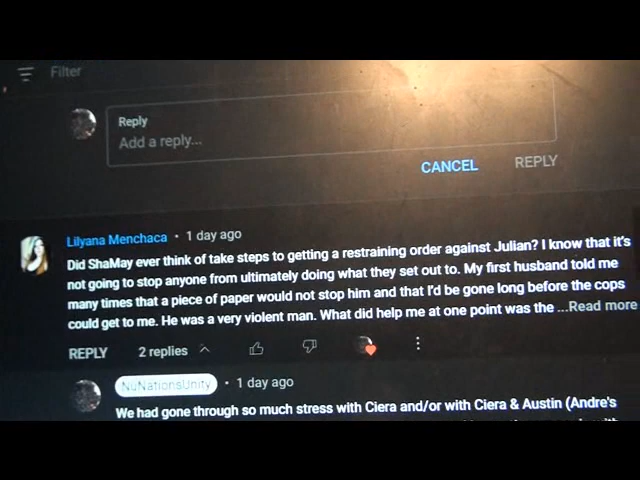 Filter
Reply
Add a reply...
CANCEL REPLY
Lilyana Menchaca • 1 day ago
Did ShaMay ever think of take steps to getting a restraining order against Julian? I know that it's
not going to stop anyone from ultimately doing what they set out to. My first husband told me
many times that a piece of paper would not stop him and that I'd be gone long before the cops
could get to me. He was a very violent man. What did help me at one point was the ...Read more
REPLY 2 replies
NuNationsUnity • 1 day ago
We had gone through so much stress with Ciera and/or with Ciera & Austin (Andre's